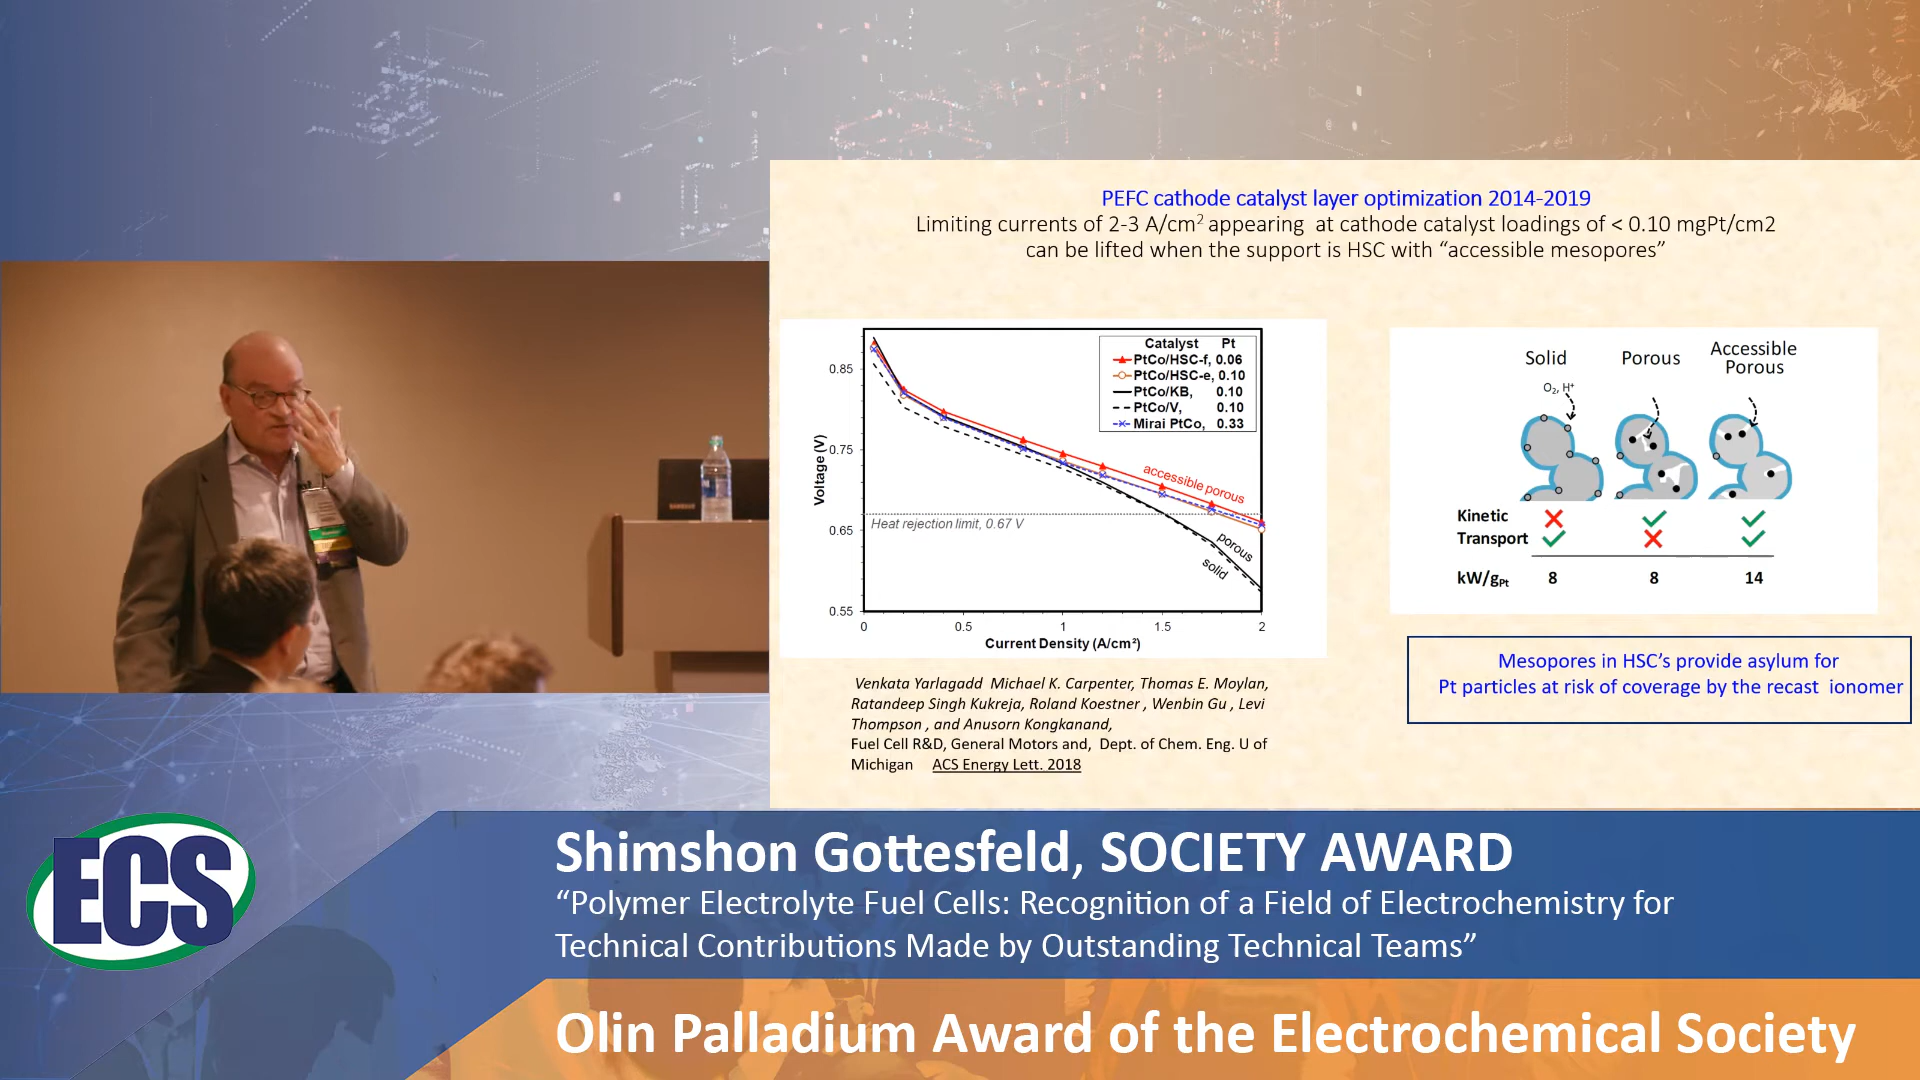 PEFC cathode catalyst layer optimization 2014-2019
Limiting currents of 2-3 A/cm² appearing at cathode catalyst loadings of < 0.10 mgPt/cm2
can be lifted when the support is HSC with “accessible mesopores”
Catalyst Pt
PtCo/HSC-f, 0.06
PtCo/HSC-e, 0.10
PtCo/KB, 0.10
PtCo/V, 0.10
Mirai PtCo, 0.33
0.85
0.75
0.65
0.55
Voltage (V)
accessible porous
Heat rejection limit, 0.67 V
porous
solid
0 0.5 1 1.5 2
Current Density (A/cm²)
Solid Porous Accessible
Porous
O₂, H⁺
Kinetic
Transport
kW/gPt 8 8 14
Mesopores in HSC’s provide asylum for
Pt particles at risk of coverage by the recast ionomer
Venkata Yarlagadd Michael K. Carpenter, Thomas E. Moylan,
Ratandeep Singh Kukreja, Roland Koestner , Wenbin Gu , Levi
Thompson , and Anusorn Kongkanand,
Fuel Cell R&D, General Motors and, Dept. of Chem. Eng. U of
Michigan ACS Energy Lett. 2018
ECS
Shimshon Gottesfeld, SOCIETY AWARD
“Polymer Electrolyte Fuel Cells: Recognition of a Field of Electrochemistry for
Technical Contributions Made by Outstanding Technical Teams”
Olin Palladium Award of the Electrochemical Society